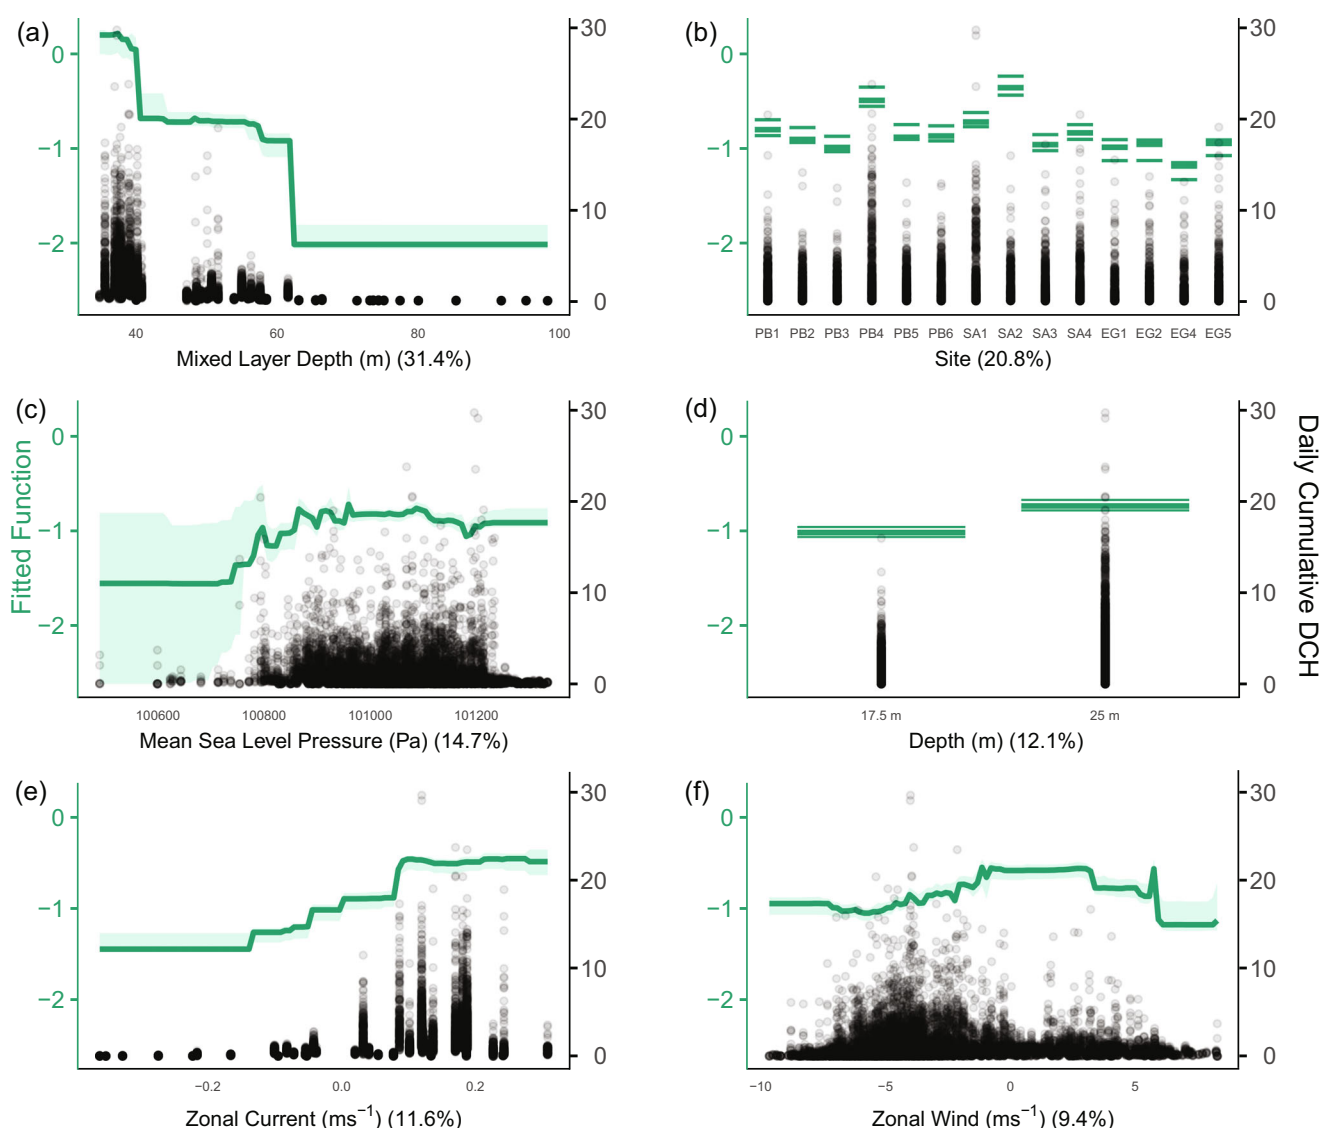 (a)
0
−1
−2
30
20
10
0
40 60 80 100
Mixed Layer Depth (m) (31.4%)
(b)
0
−1
−2
30
20
10
0
PB1 PB2 PB3 PB4 PB5 PB6 SA1 SA2 SA3 SA4 EG1 EG2 EG4 EG5
Site (20.8%)
Fitted Function
(c)
0
−1
−2
30
20
10
0
100600 100800 101000 101200
Mean Sea Level Pressure (Pa) (14.7%)
(d)
0
−1
−2
30
20
10
0
17.5 m 25 m
Depth (m) (12.1%)
Daily Cumulative DCH
(e)
0
−1
−2
30
20
10
0
−0.2 0.0 0.2
Zonal Current (ms⁻¹) (11.6%)
(f)
0
−1
−2
30
20
10
0
−10 −5 0 5
Zonal Wind (ms⁻¹) (9.4%)